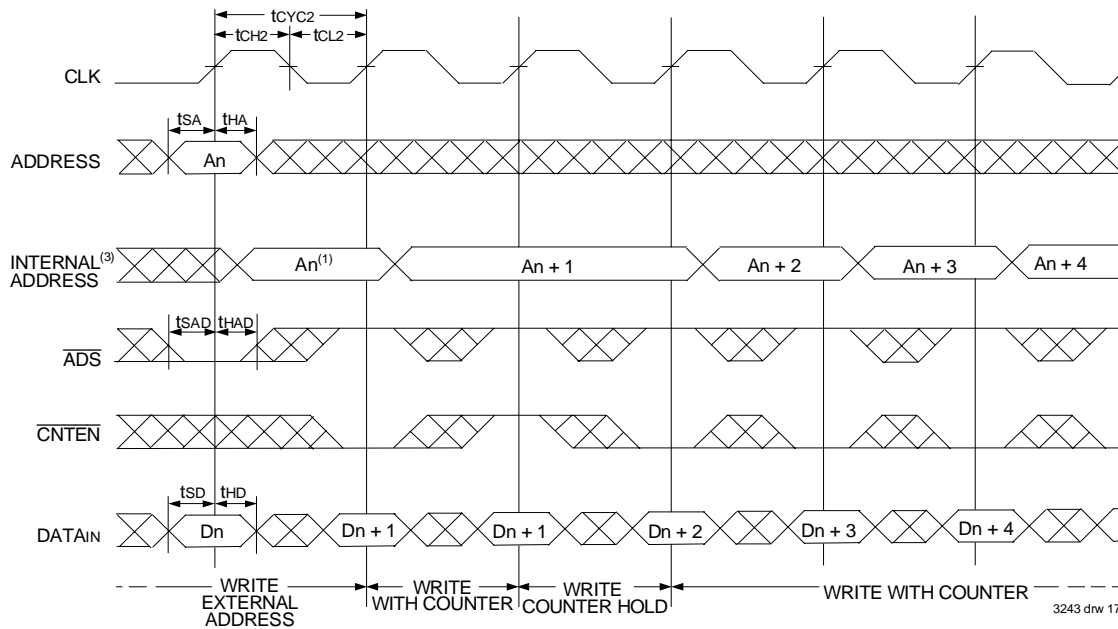 tCYC2
tCH2 tCL2
CLK
tSA tHA
ADDRESS An
INTERNAL(3) ADDRESS An(1) An + 1 An + 2 An + 3 An + 4
tSAD tHAD
ADS
CNTEN
tSD tHD
DATAIN Dn Dn + 1 Dn + 1 Dn + 2 Dn + 3 Dn + 4
WRITE EXTERNAL ADDRESS
WRITE WITH COUNTER
WRITE COUNTER HOLD
WRITE WITH COUNTER
3243 drw 17